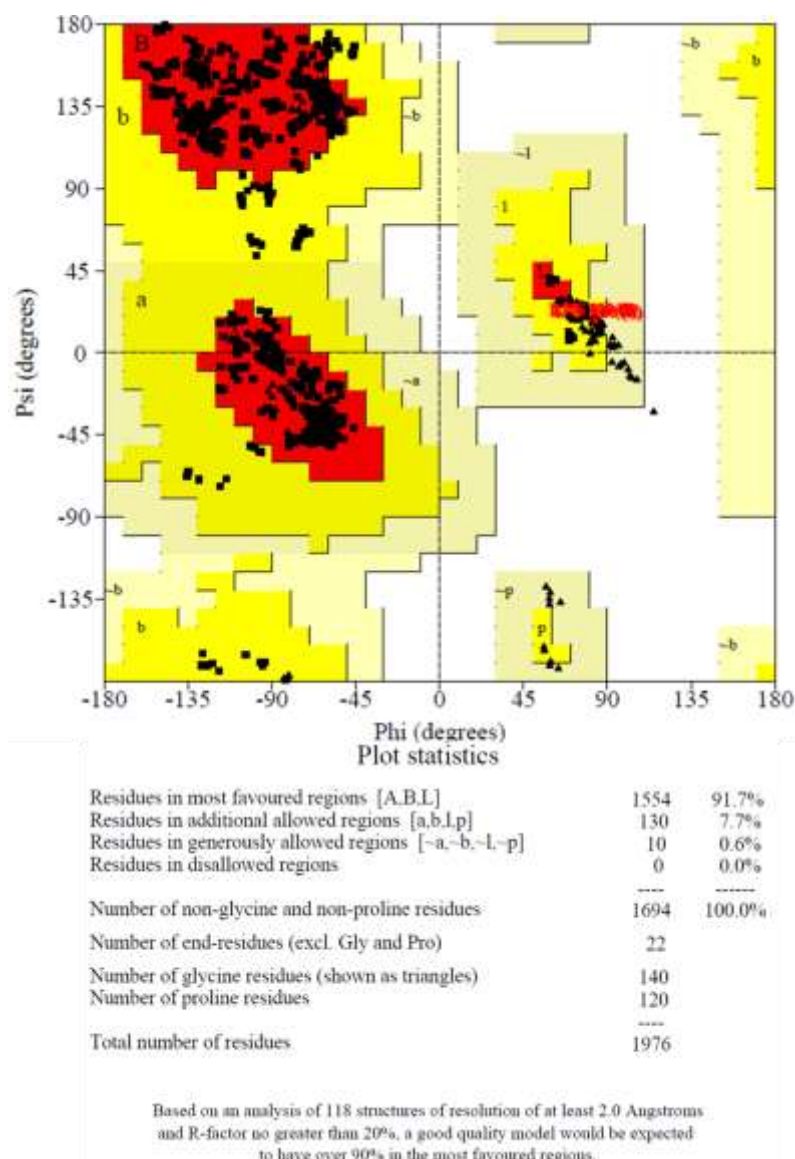 180
135
90
45
0
-45
-90
-135
B
b
~b
~b
b
~l
l
a
~a
~b
b
~p
p
~b
-180
-135
-90
-45
0
45
90
135
180
Psi (degrees)
Phi (degrees)
Plot statistics
Residues in most favoured regions [A,B,L] 1554 91.7%
Residues in additional allowed regions [a,b,l,p] 130 7.7%
Residues in generously allowed regions [~a,~b,~l,~p] 10 0.6%
Residues in disallowed regions 0 0.0%
---- ------
Number of non-glycine and non-proline residues 1694 100.0%
Number of end-residues (excl. Gly and Pro) 22
Number of glycine residues (shown as triangles) 140
Number of proline residues 120
----
Total number of residues 1976
Based on an analysis of 118 structures of resolution of at least 2.0 Angstroms
and R-factor no greater than 20%, a good quality model would be expected
to have over 90% in the most favoured regions.